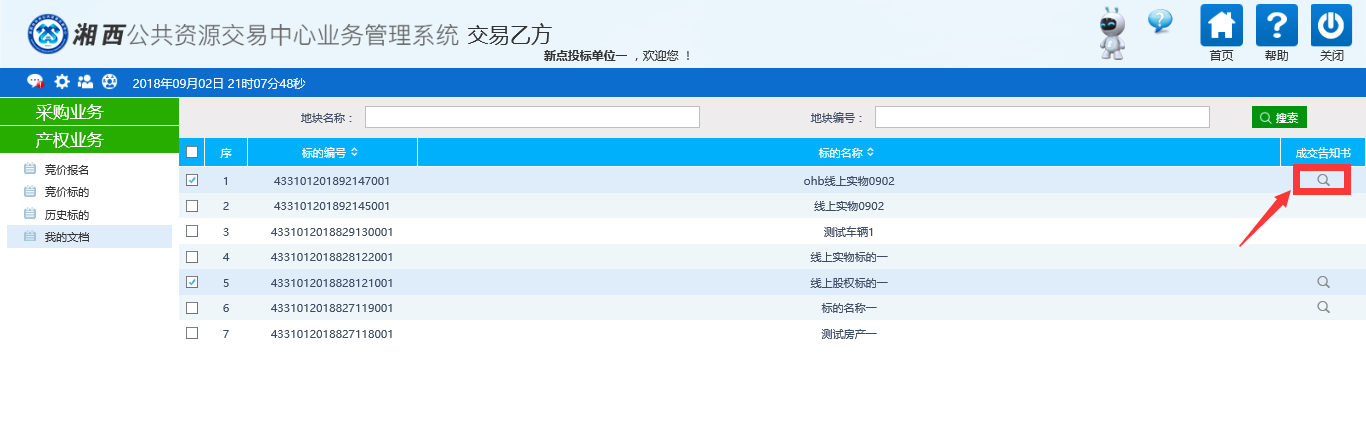 湘西公共资源交易中心业务管理系统 交易乙方
新点投标单位一 ，欢迎您 ！
首页 帮助 关闭
2018年09月02日 21时07分48秒
采购业务
产权业务
竞价报名
竞价标的
历史标的
我的文档
地块名称： 地块编号： 搜索
序 标的编号 标的名称 成交告知书
1 433101201892147001 ohb线上实物0902
2 433101201892145001 线上实物0902
3 4331012018829130001 测试车辆1
4 4331012018828122001 线上实物标的一
5 4331012018828121001 线上股权标的一
6 4331012018827119001 标的名称一
7 4331012018827118001 测试房产一